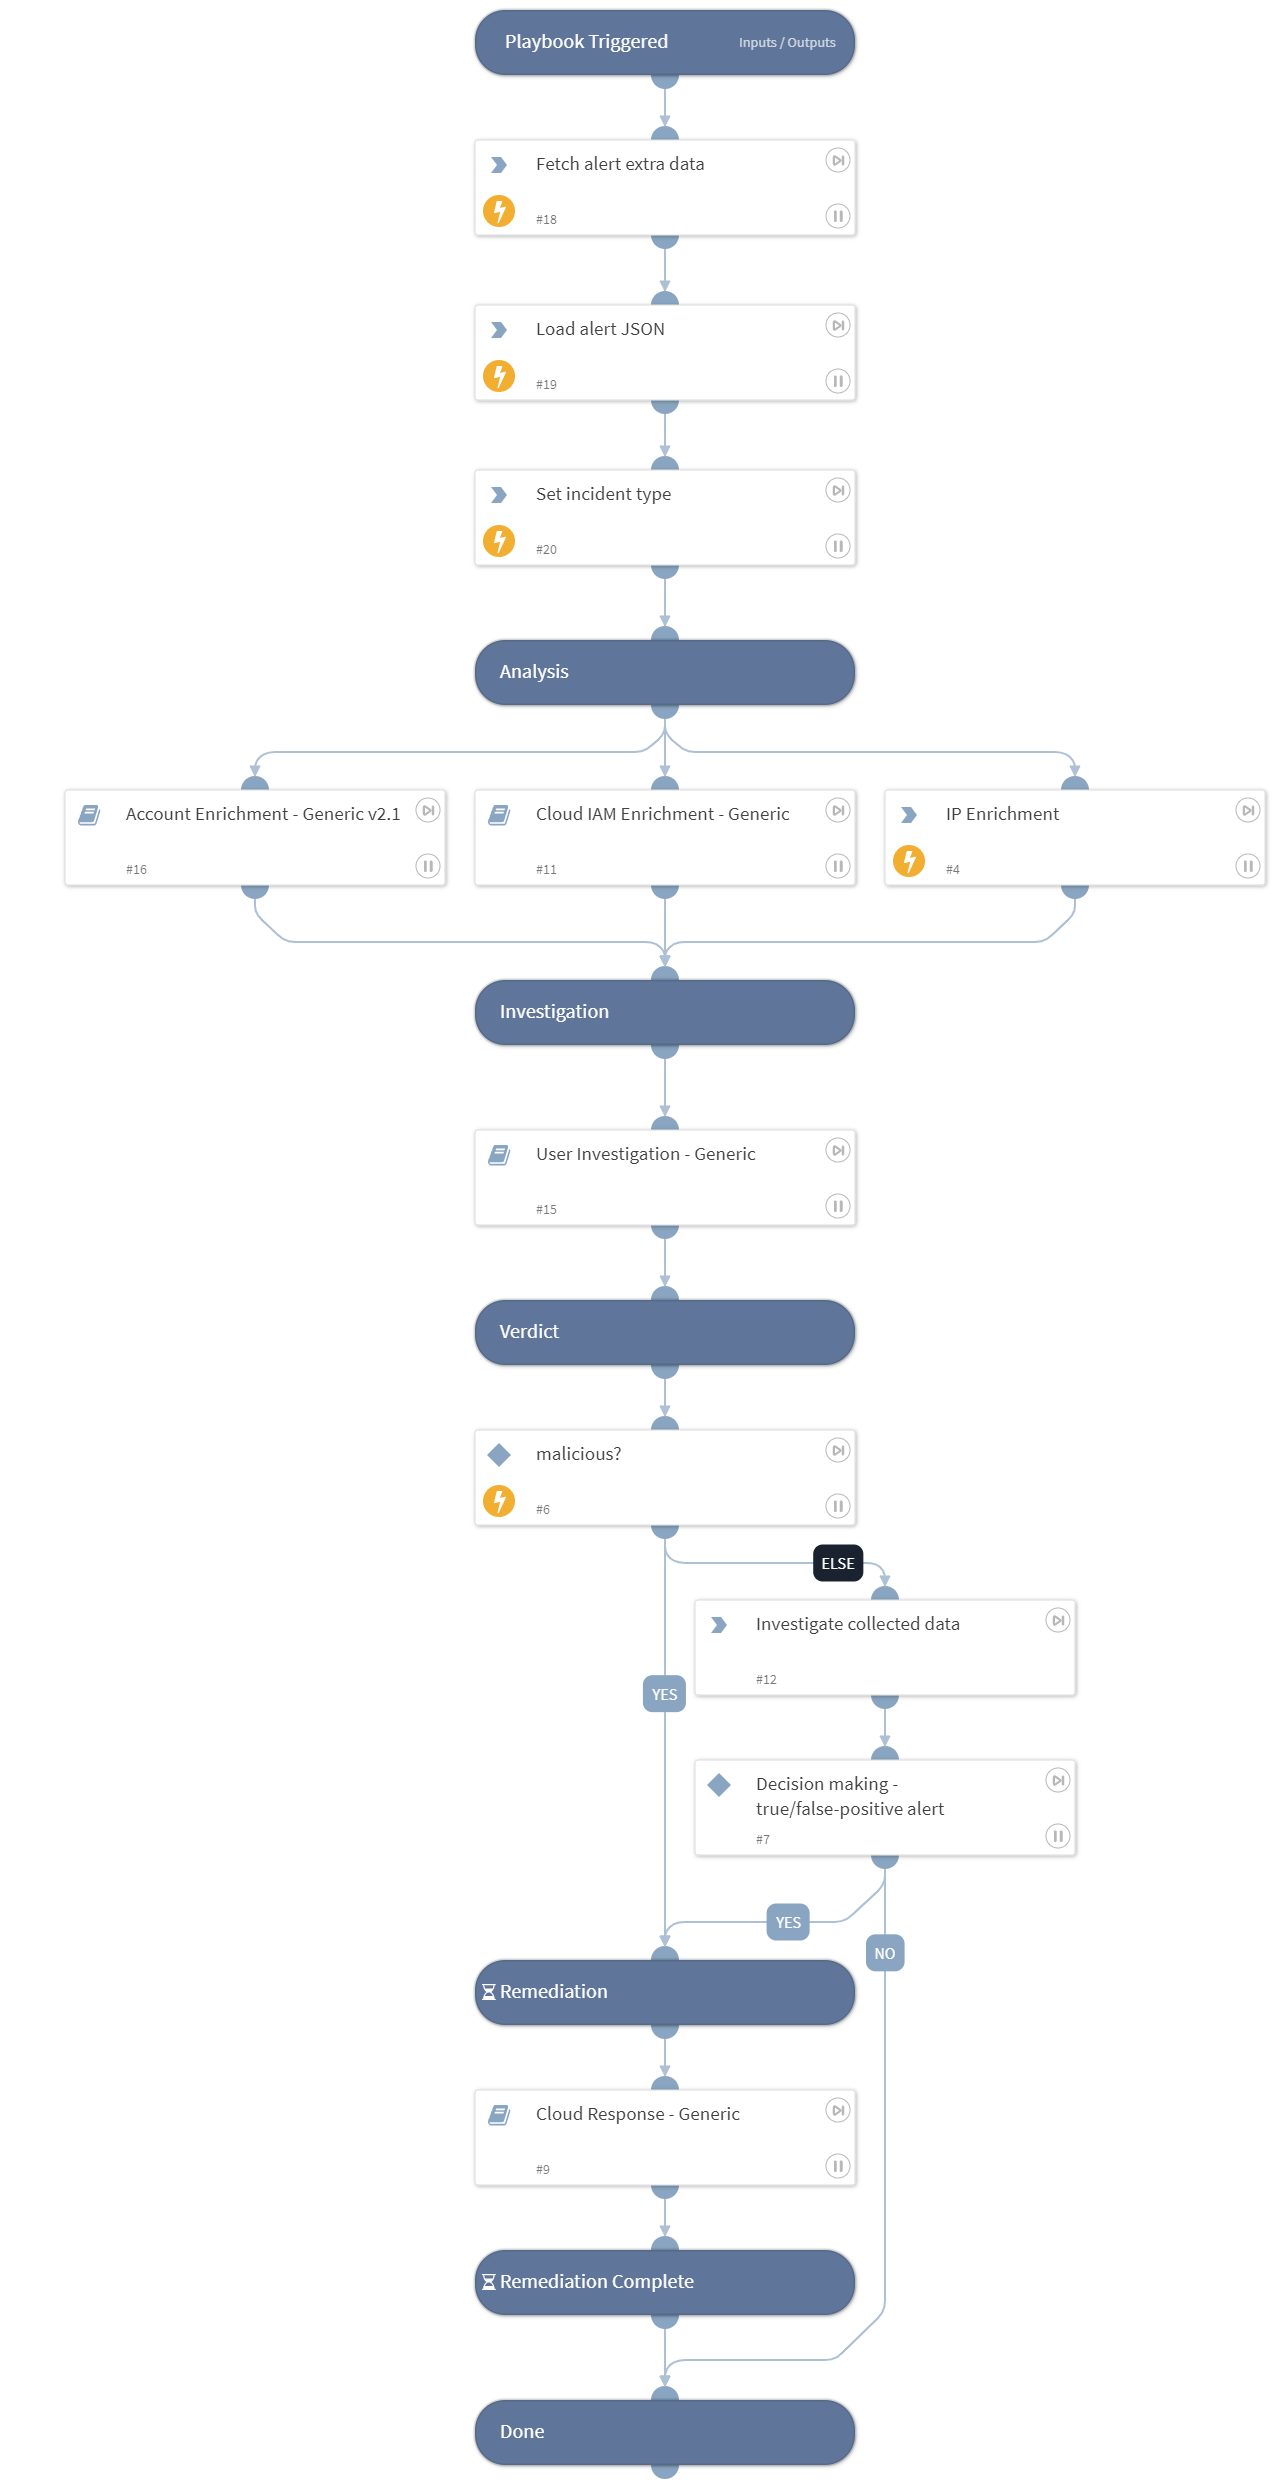 Playbook Triggered
Inputs / Outputs
Fetch alert extra data
#18
Load alert JSON
#19
Set incident type
#20
Analysis
Account Enrichment - Generic v2.1
#16
Cloud IAM Enrichment - Generic
#11
IP Enrichment
#4
Investigation
User Investigation - Generic
#15
Verdict
malicious?
#6
ELSE
Investigate collected data
#12
YES
Decision making -
true/false-positive alert
#7
YES
NO
Remediation
Cloud Response - Generic
#9
Remediation Complete
Done